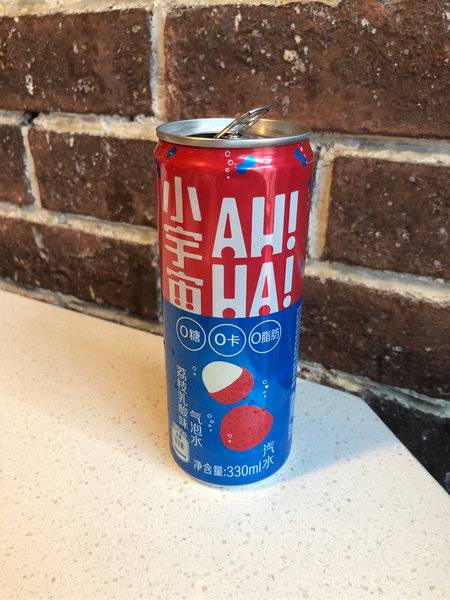 小宇宙
AH!
HA!
0糖
0卡
0脂肪
荔枝乳酸味
气泡水
汽水
净含量:330ml